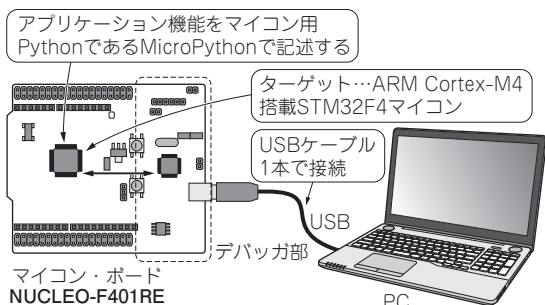 アプリケーション機能をマイコン用
PythonであるMicroPythonで記述する
ターゲット…ARM Cortex-M4
搭載STM32F4マイコン
USBケーブル
1本で接続
USB
デバッガ部
マイコン・ボード
NUCLEO-F401RE
PC